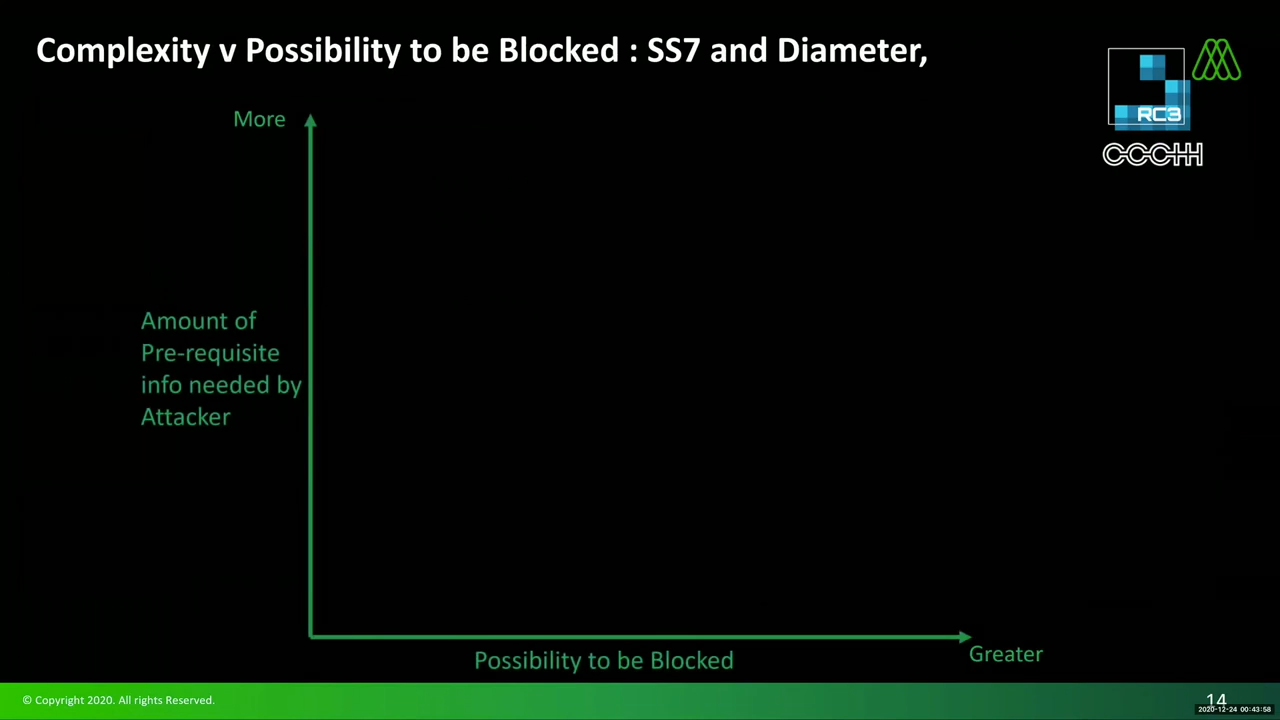 Complexity v Possibility to be Blocked : SS7 and Diameter,
RC3
CCCHH
More
Amount of
Pre-requisite
info needed by
Attacker
Possibility to be Blocked
Greater
© Copyright 2020. All rights Reserved.
14
2020-12-24 00:43:58